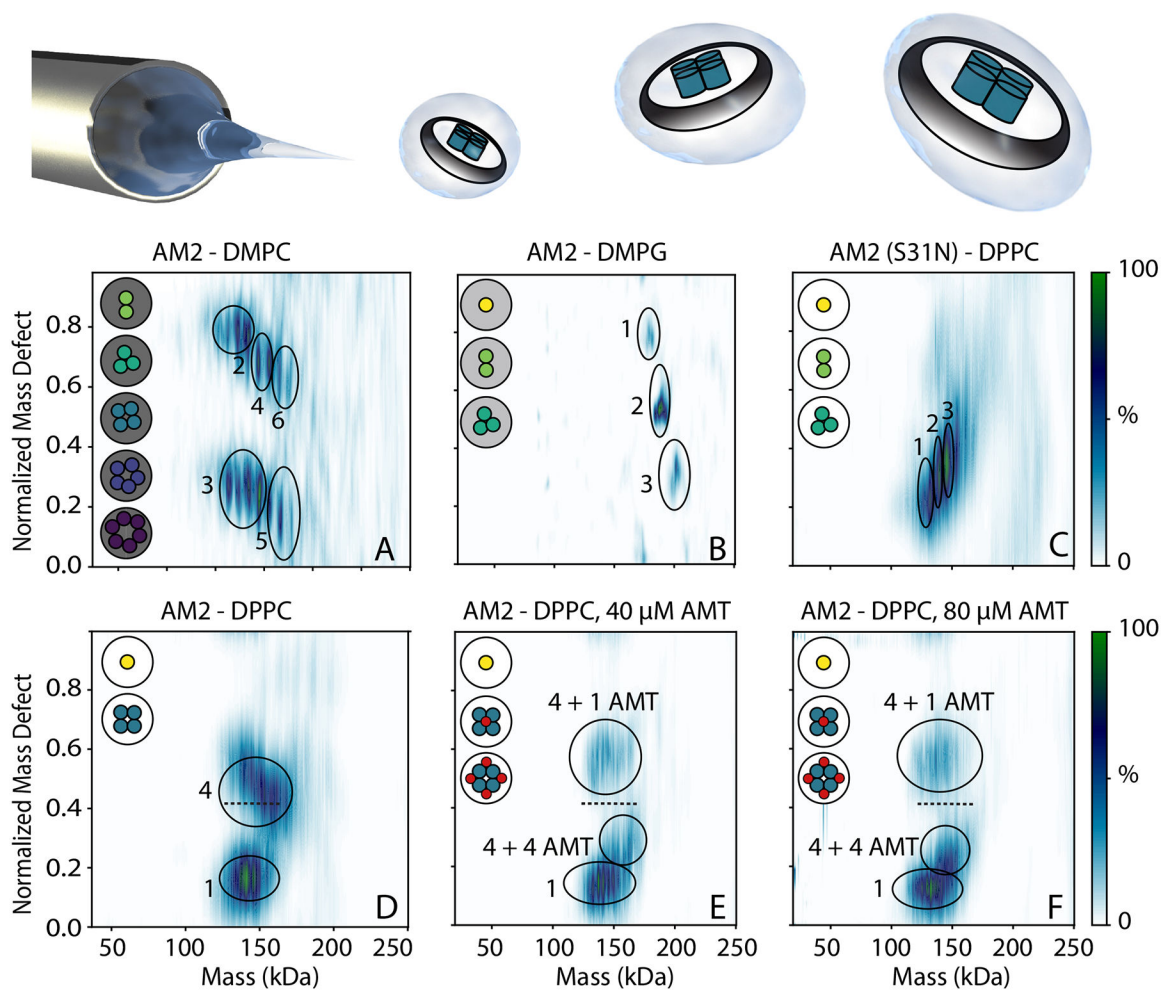 AM2 - DMPC
AM2 - DMPG
AM2 (S31N) - DPPC
Normalized Mass Defect
0.8
0.6
0.4
0.2
0.0
2
4
6
3
5
A
1
2
3
B
1
2
3
C
100
%
0
AM2 - DPPC
AM2 - DPPC, 40 µM AMT
AM2 - DPPC, 80 µM AMT
Normalized Mass Defect
0.8
0.6
0.4
0.2
0.0
4
1
D
4 + 1 AMT
4 + 4 AMT
1
E
4 + 1 AMT
4 + 4 AMT
1
F
100
%
0
50 100 150 200 250
50 100 150 200 250
50 100 150 200 250
Mass (kDa)
Mass (kDa)
Mass (kDa)